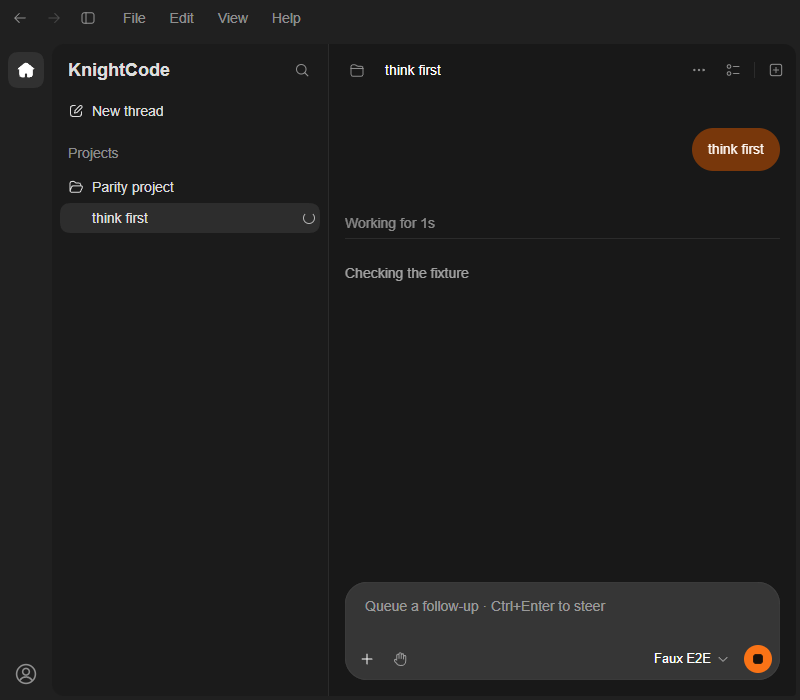 File Edit View Help
KnightCode
New thread
Projects
Parity project
think first
think first
think first
Working for 1s
Checking the fixture
Queue a follow-up · Ctrl+Enter to steer
Faux E2E